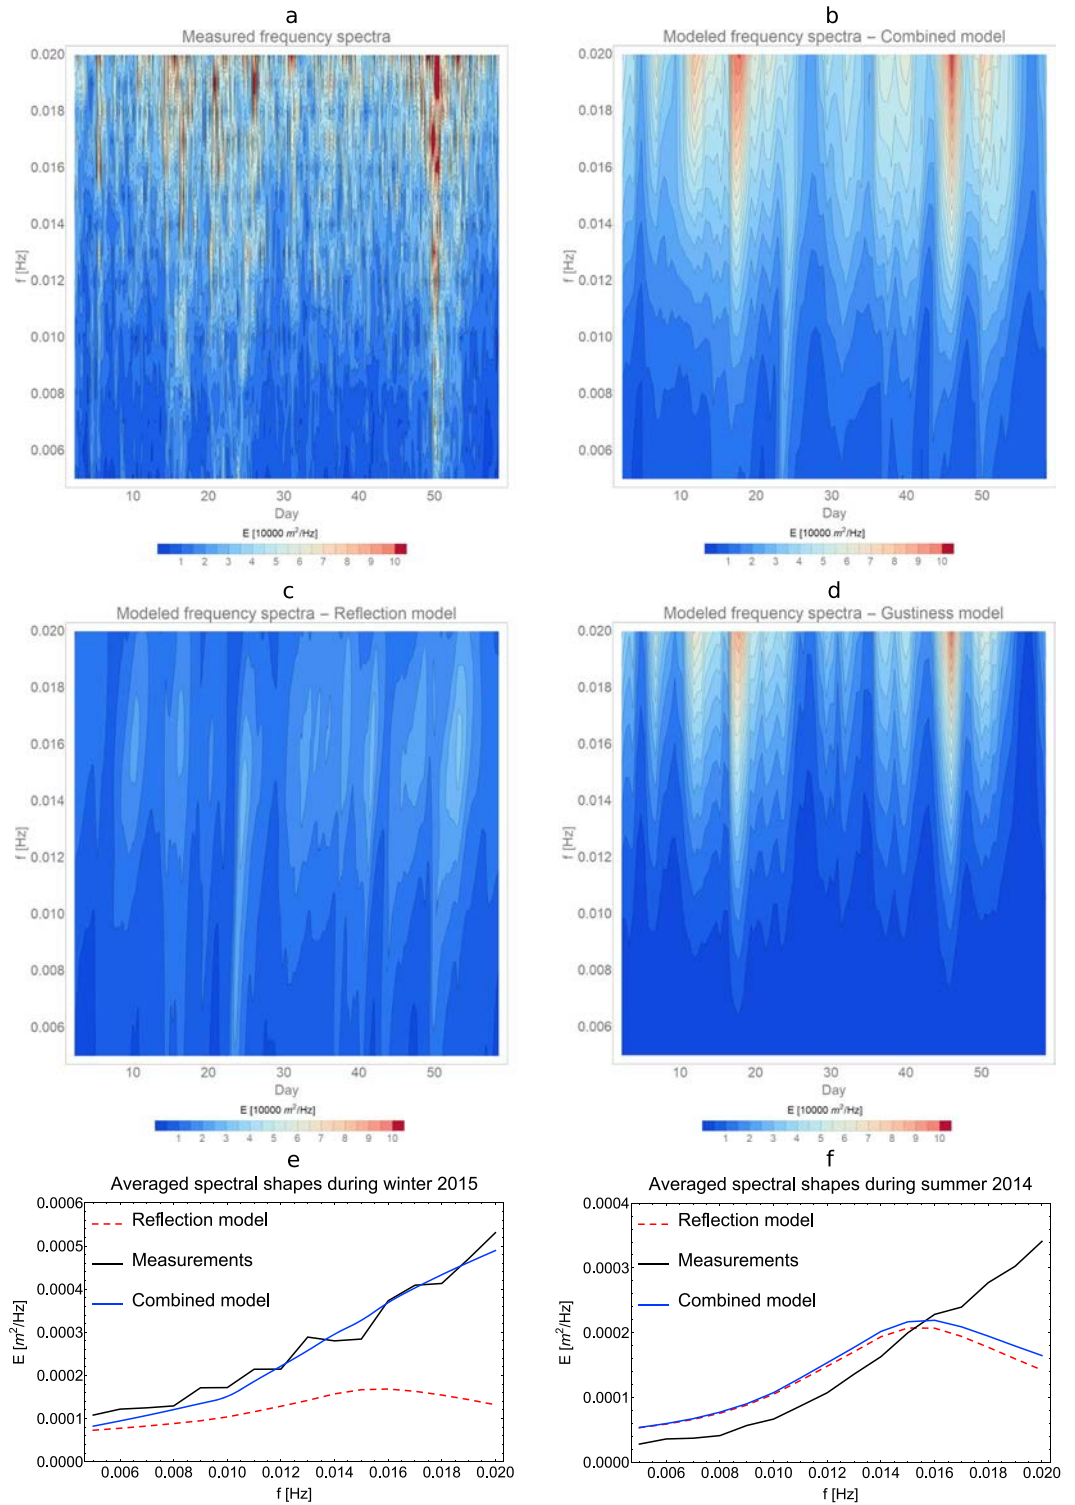 a
Measured frequency spectra
0.020
0.018
0.016
0.014
0.012
0.010
0.008
0.006
f [Hz]
10 20 30 40 50
Day
E [10000 m²/Hz]
1 2 3 4 5 6 7 8 9 10
b
Modeled frequency spectra – Combined model
0.020
0.018
0.016
0.014
0.012
0.010
0.008
0.006
f [Hz]
10 20 30 40 50
Day
E [10000 m²/Hz]
1 2 3 4 5 6 7 8 9 10
c
Modeled frequency spectra – Reflection model
0.020
0.018
0.016
0.014
0.012
0.010
0.008
0.006
f [Hz]
10 20 30 40 50
Day
E [10000 m²/Hz]
1 2 3 4 5 6 7 8 9 10
d
Modeled frequency spectra – Gustiness model
0.020
0.018
0.016
0.014
0.012
0.010
0.008
0.006
f [Hz]
10 20 30 40 50
Day
E [10000 m²/Hz]
1 2 3 4 5 6 7 8 9 10
e
Averaged spectral shapes during winter 2015
0.0006
0.0005
0.0004
0.0003
0.0002
0.0001
0.0000
E [m²/Hz]
Reflection model
Measurements
Combined model
0.006 0.008 0.010 0.012 0.014 0.016 0.018 0.020
f [Hz]
f
Averaged spectral shapes during summer 2014
0.0004
0.0003
0.0002
0.0001
0.0000
E [m²/Hz]
Reflection model
Measurements
Combined model
0.006 0.008 0.010 0.012 0.014 0.016 0.018 0.020
f [Hz]